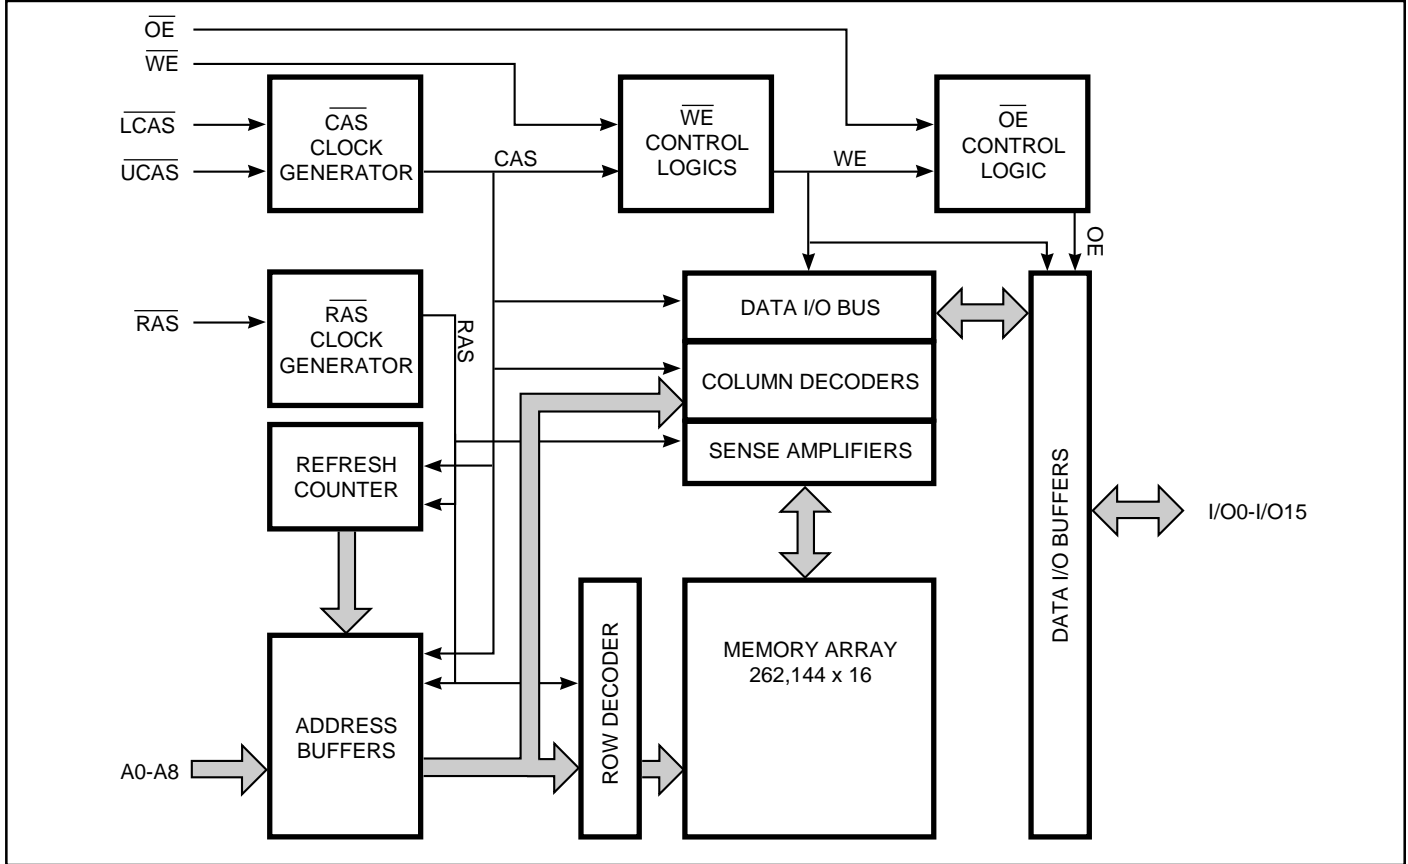 OE
WE
LCAS
UCAS
CAS
CLOCK
GENERATOR
CAS
WE
CONTROL
LOGICS
WE
OE
CONTROL
LOGIC
OE
RAS
RAS
CLOCK
GENERATOR
RAS
DATA I/O BUS
COLUMN DECODERS
SENSE AMPLIFIERS
REFRESH
COUNTER
DATA I/O BUFFERS
I/O0-I/O15
ADDRESS
BUFFERS
A0-A8
ROW DECODER
MEMORY ARRAY
262,144 x 16